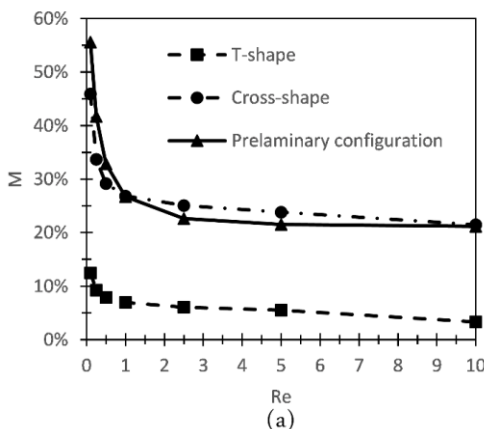 60%
50%
40%
30%
20%
10%
0%
M
T-shape
Cross-shape
Prelaminary configuration
0 1 2 3 4 5 6 7 8 9 10
Re
(a)